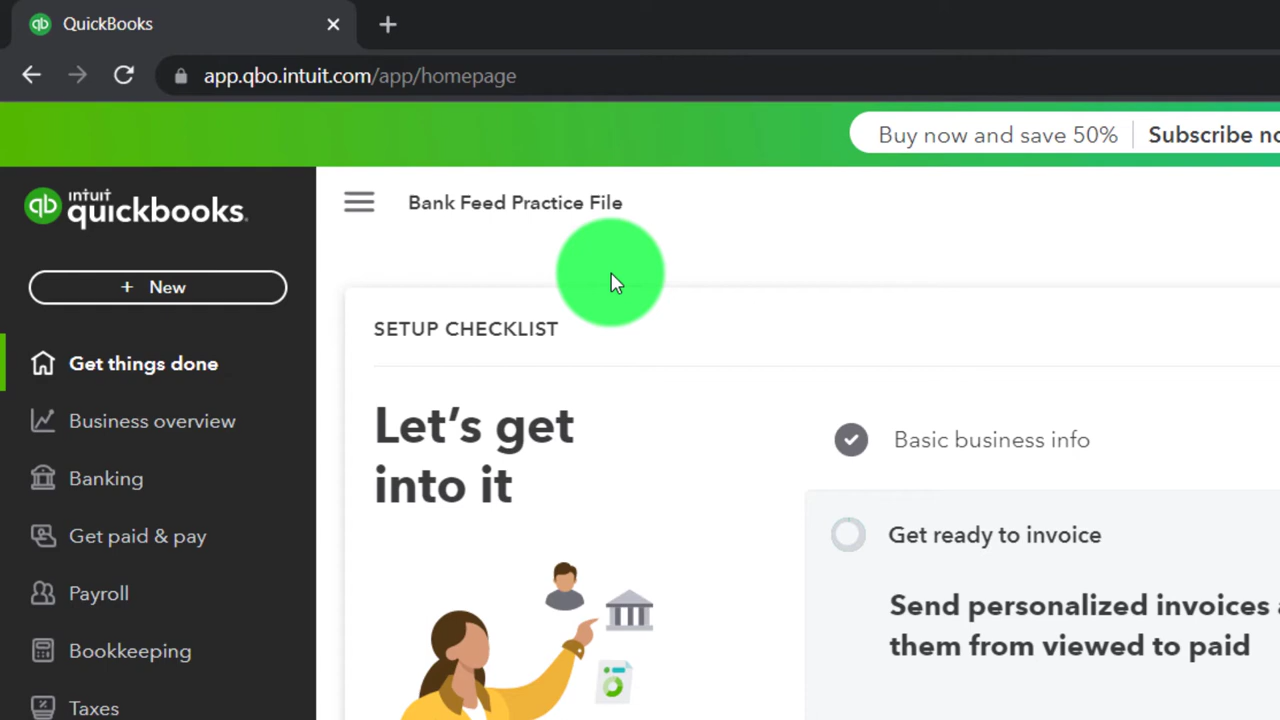 QuickBooks
app.qbo.intuit.com/app/homepage
Buy now and save 50% Subscribe
qb intuit quickbooks.
Bank Feed Practice File
+ New
SETUP CHECKLIST
Get things done
Business overview
Banking
Get paid & pay
Payroll
Bookkeeping
Taxes
Let's get
into it
Basic business info
Get ready to invoice
Send personalized invoices
them from viewed to paid